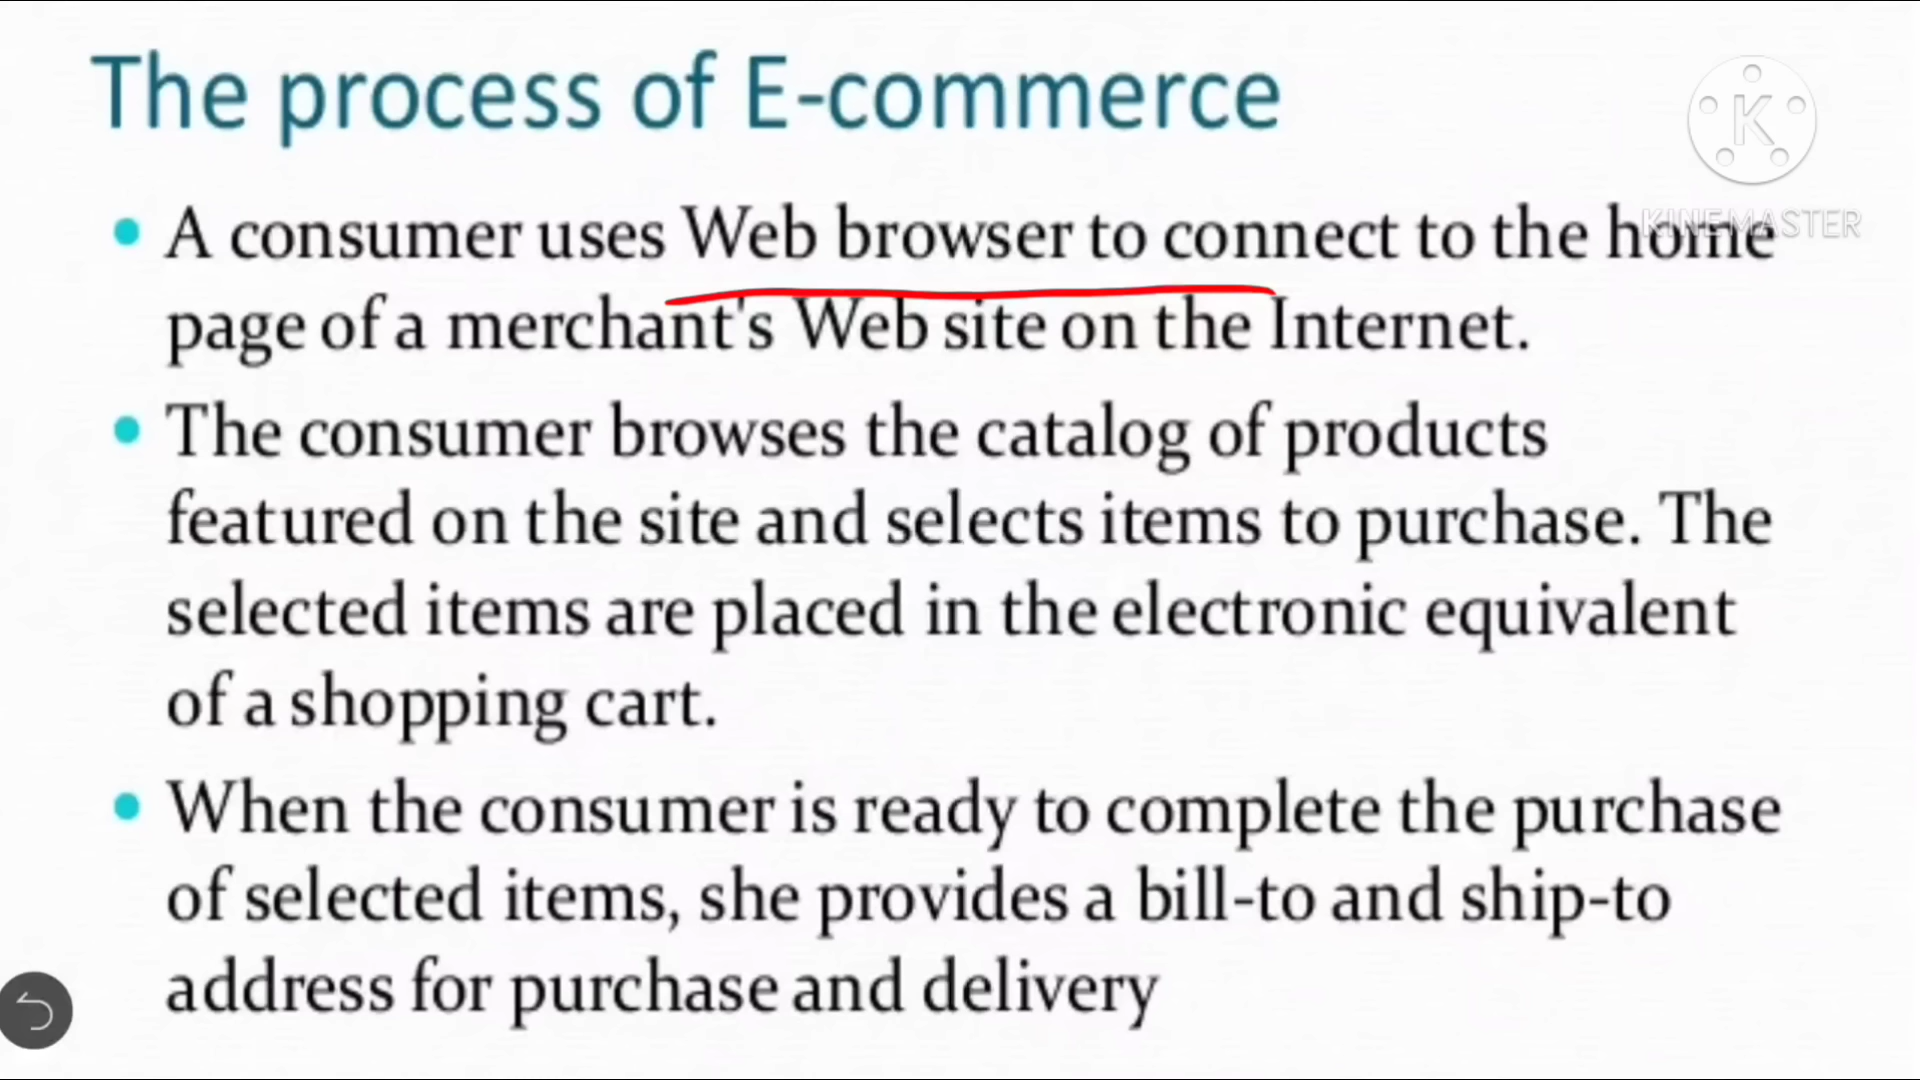 The process of E-commerce
A consumer uses Web browser to connect to the home
page of a merchant's Web site on the Internet.
The consumer browses the catalog of products
featured on the site and selects items to purchase. The
selected items are placed in the electronic equivalent
of a shopping cart.
When the consumer is ready to complete the purchase
of selected items, she provides a bill-to and ship-to
address for purchase and delivery
K
KINEMASTER